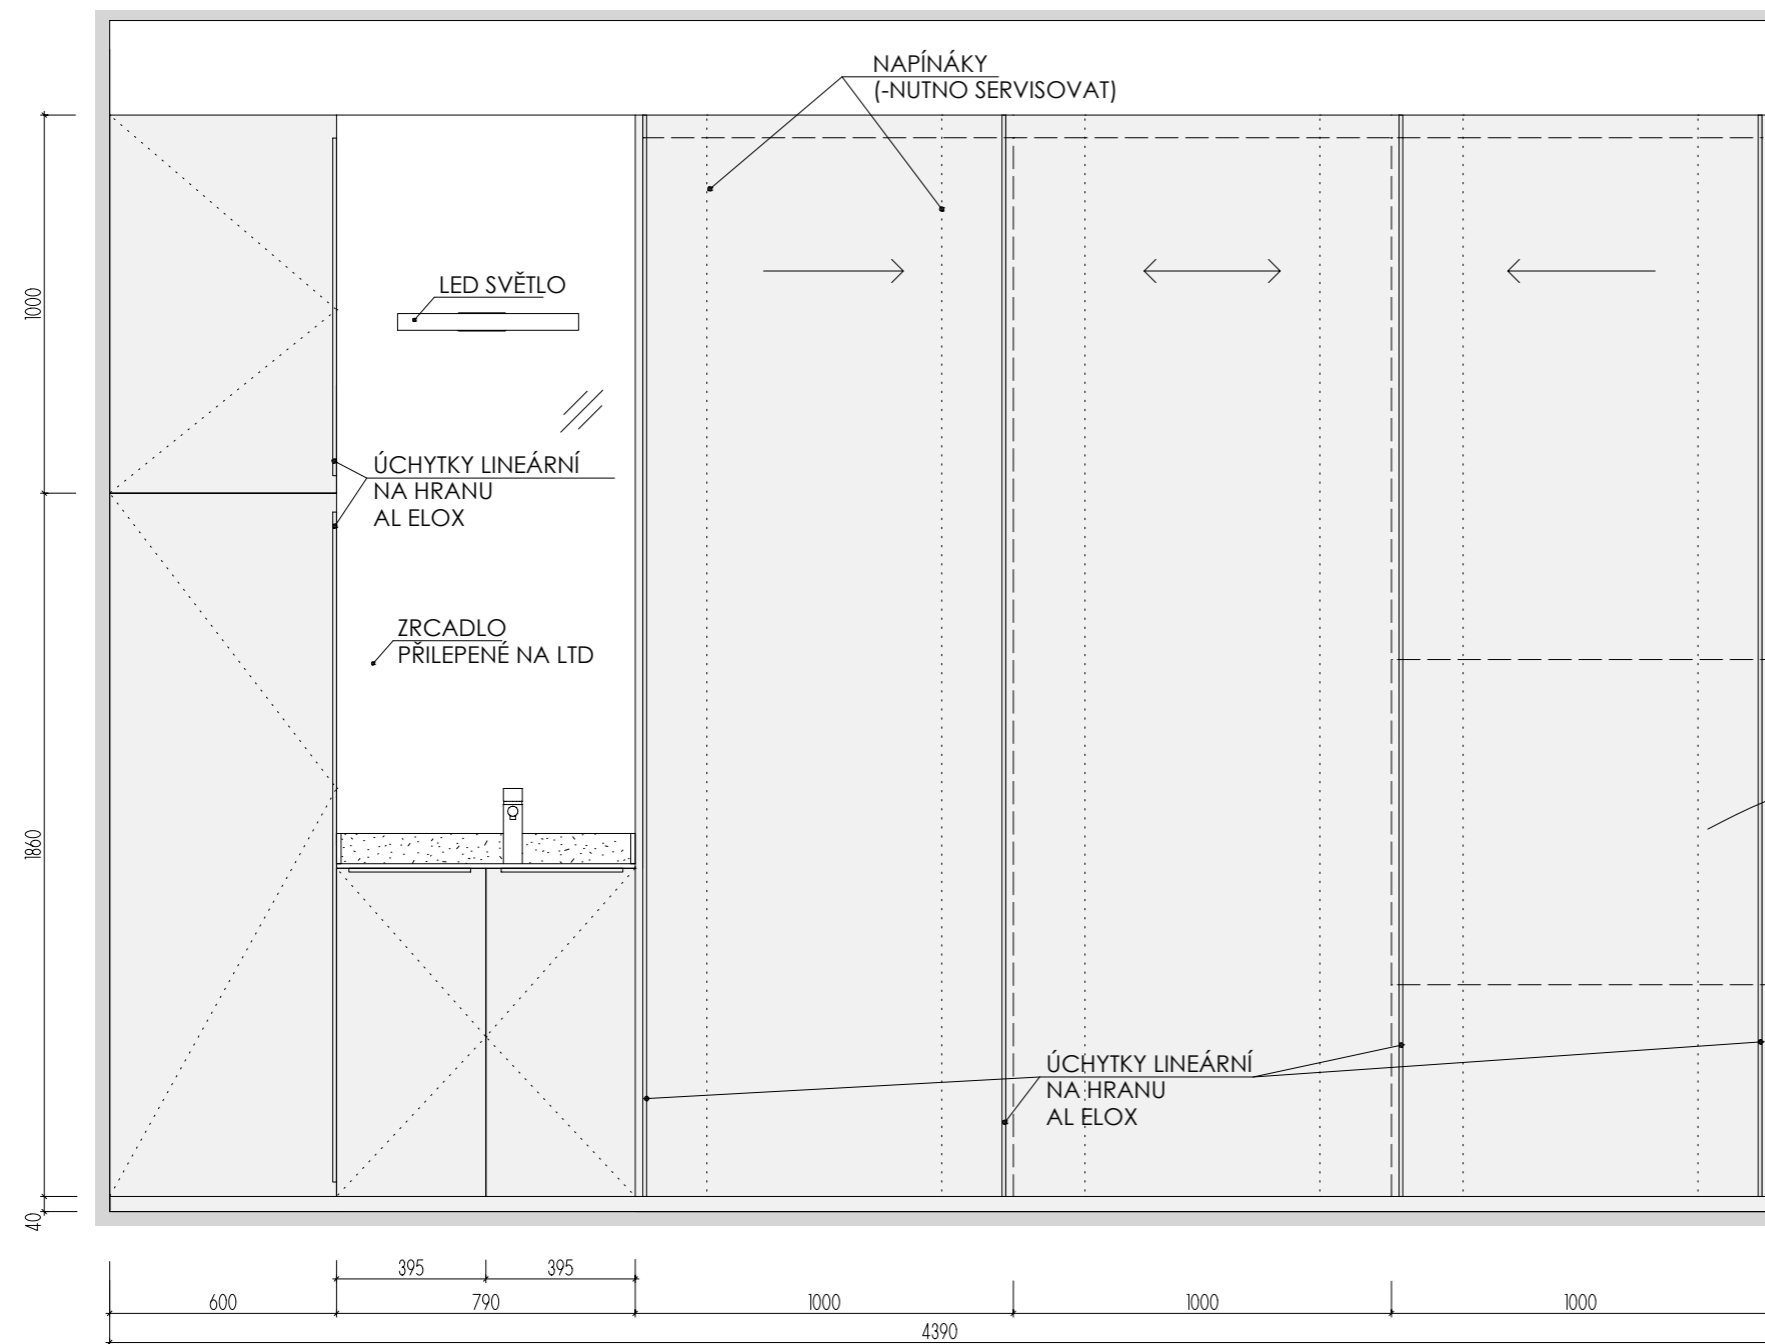 NAPÍNÁKY
(-NUTNO SERVISOVAT)
LED SVĚTLO
1000
ÚCHYTKY LINEÁRNÍ
NA HRANU
AL ELOX
ZRCADLO
PŘILEPENÉ NA LTD
1860
ÚCHYTKY LINEÁRNÍ
NA HRANU
AL ELOX
40
395 395
600 790 1000 1000 1000
4390